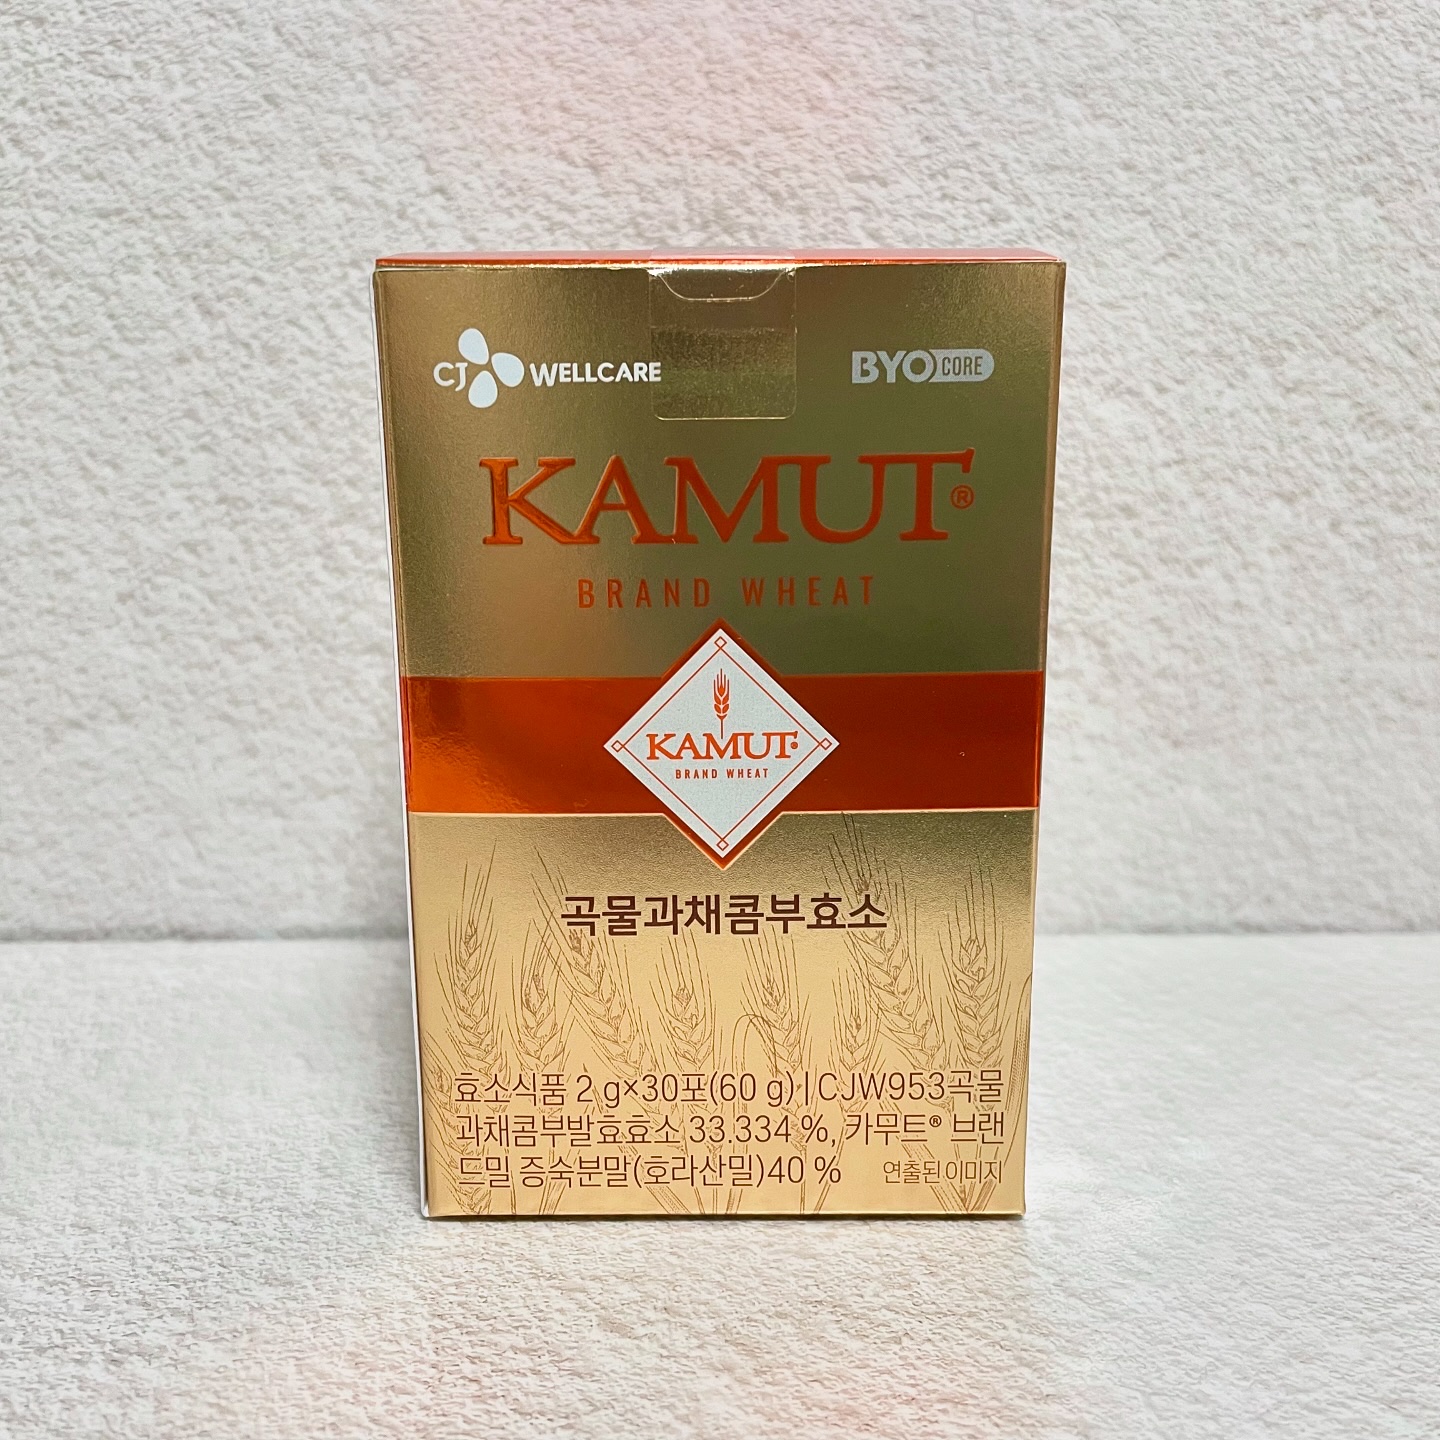 CJ WELLCARE
BYO CORE
KAMUT®
BRAND WHEAT
KAMUT®
BRAND WHEAT
곡물과채콤부효소
효소식품 2 g×30포(60 g) | CJW953곡물
과채콤부발효효소 33.334 %, 카무트® 브랜
드밀 증숙분말(호라산밀)40 % 연출된 이미지